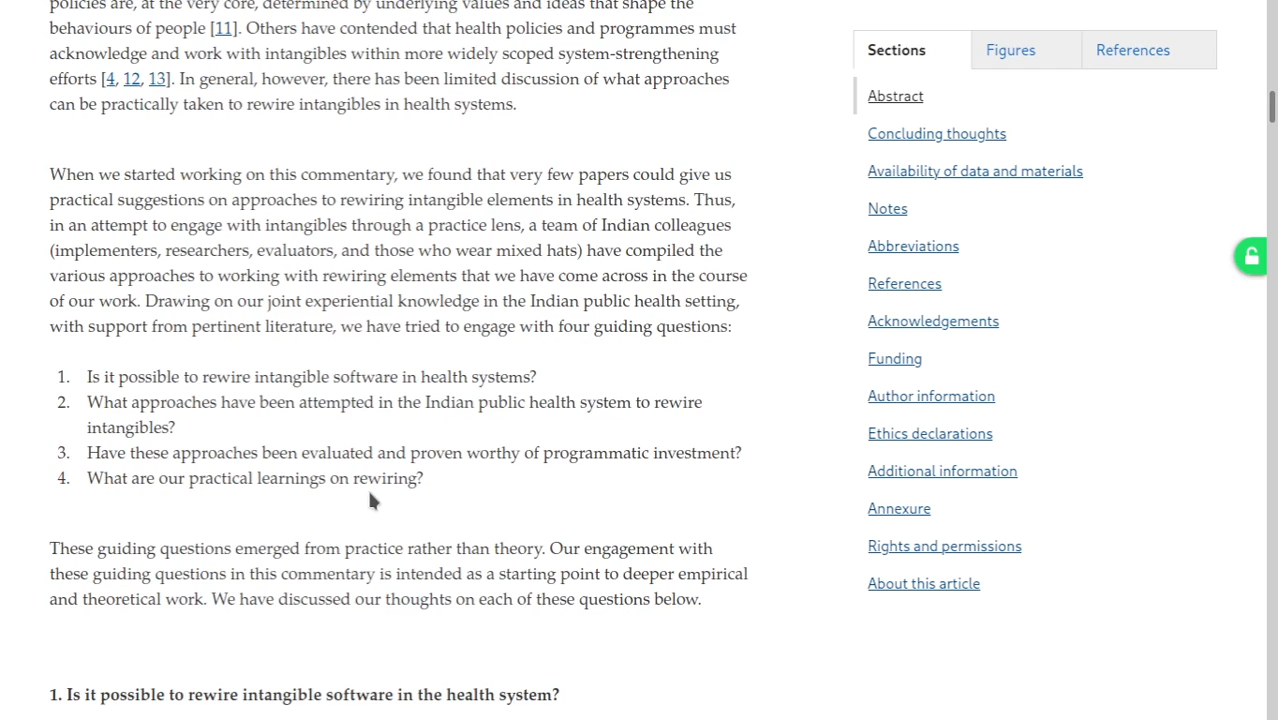 policies are, at the very core, determined by underlying values and ideas that shape the
behaviours of people [11]. Others have contended that health policies and programmes must
acknowledge and work with intangibles within more widely scoped system-strengthening
efforts [4, 12, 13]. In general, however, there has been limited discussion of what approaches
can be practically taken to rewire intangibles in health systems.
When we started working on this commentary, we found that very few papers could give us
practical suggestions on approaches to rewiring intangible elements in health systems. Thus,
in an attempt to engage with intangibles through a practice lens, a team of Indian colleagues
(implementers, researchers, evaluators, and those who wear mixed hats) have compiled the
various approaches to working with rewiring elements that we have come across in the course
of our work. Drawing on our joint experiential knowledge in the Indian public health setting,
with support from pertinent literature, we have tried to engage with four guiding questions:
1. Is it possible to rewire intangible software in health systems?
2. What approaches have been attempted in the Indian public health system to rewire
intangibles?
3. Have these approaches been evaluated and proven worthy of programmatic investment?
4. What are our practical learnings on rewiring?
These guiding questions emerged from practice rather than theory. Our engagement with
these guiding questions in this commentary is intended as a starting point to deeper empirical
and theoretical work. We have discussed our thoughts on each of these questions below.
1. Is it possible to rewire intangible software in the health system?
Sections Figures References
Abstract
Concluding thoughts
Availability of data and materials
Notes
Abbreviations
References
Acknowledgements
Funding
Author information
Ethics declarations
Additional information
Annexure
Rights and permissions
About this article